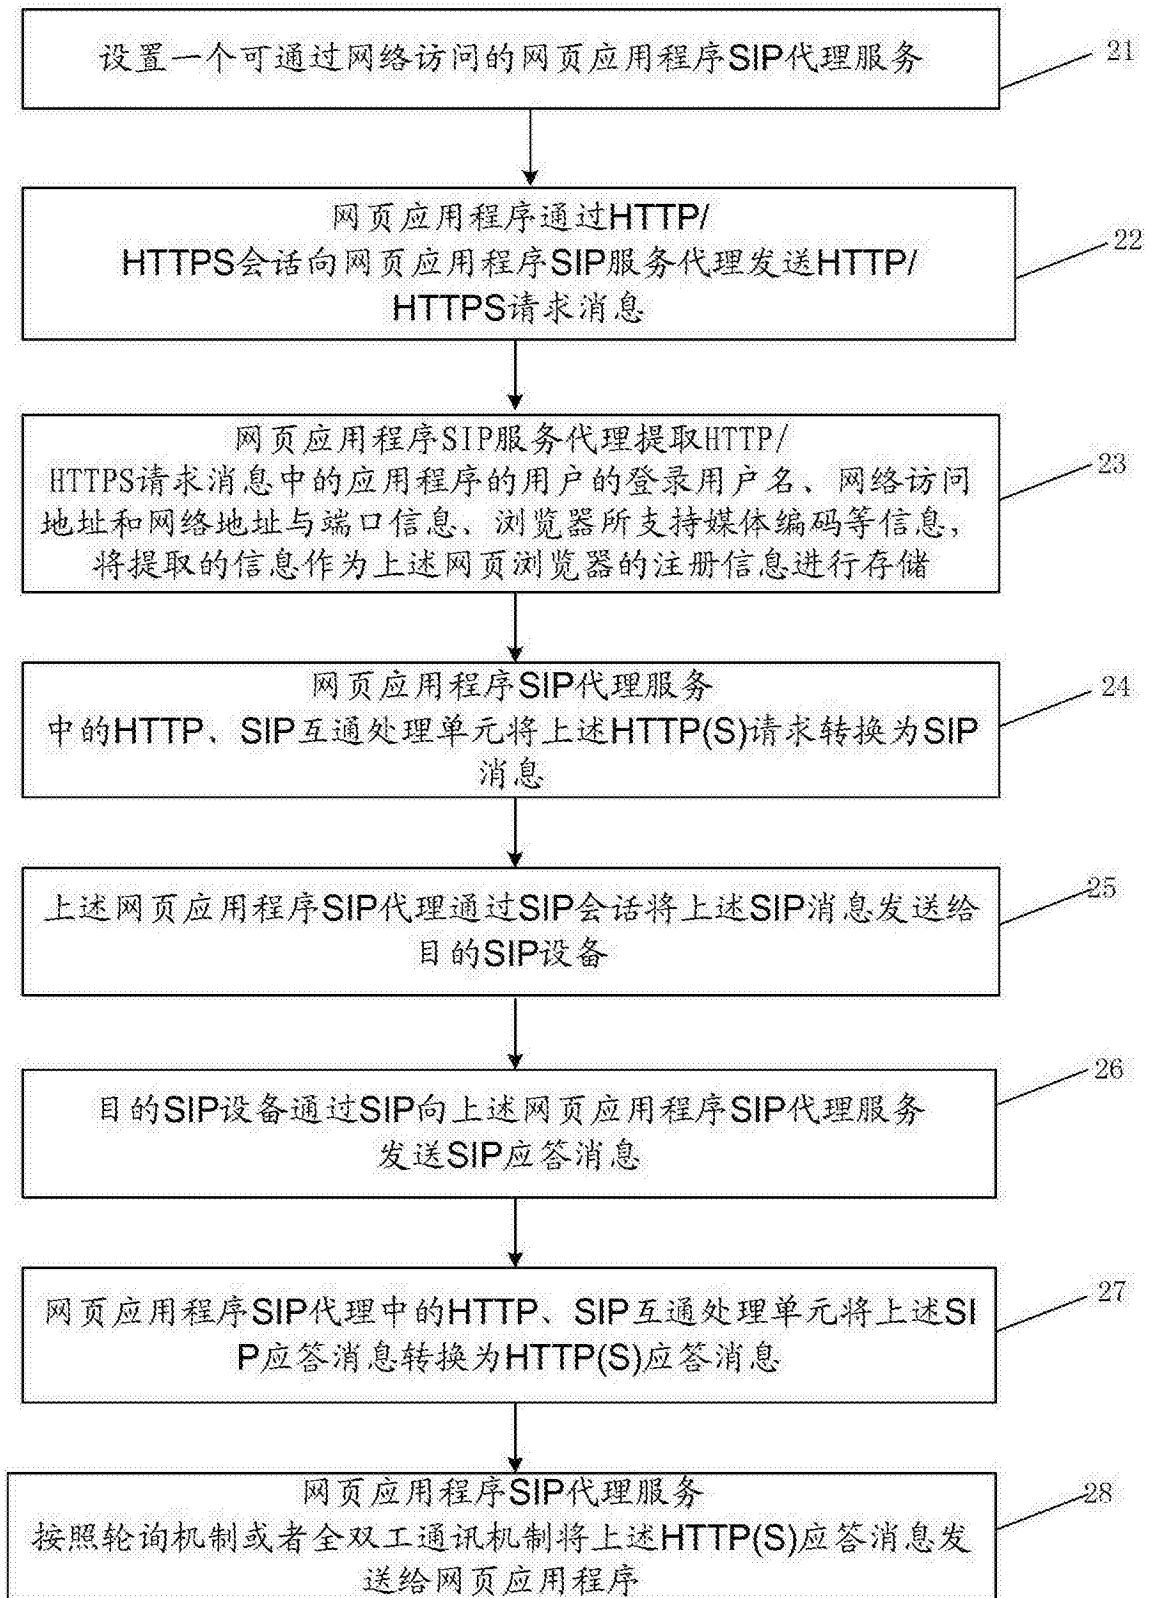 设置一个可通过网络访问的网页应用程序SIP代理服务
21
网页应用程序通过HTTP/
HTTPS会话向网页应用程序SIP服务代理发送HTTP/
HTTPS请求消息
22
网页应用程序SIP服务代理提取HTTP/
HTTPS请求消息中的应用程序的用户的登录用户名、网络访问
地址和网络地址与端口信息、浏览器所支持媒体编码等信息，
将提取的信息作为上述网页浏览器的注册信息进行存储
23
网页应用程序SIP代理服务
中的HTTP、SIP互通处理单元将上述HTTP(S)请求转换为SIP
消息
24
上述网页应用程序SIP代理通过SIP会话将上述SIP消息发送给
目的SIP设备
25
目的SIP设备通过SIP向上述网页应用程序SIP代理服务
发送SIP应答消息
26
网页应用程序SIP代理中的HTTP、SIP互通处理单元将上述SI
P应答消息转换为HTTP(S)应答消息
27
网页应用程序SIP代理服务
按照轮询机制或者全双工通讯机制将上述HTTP(S)应答消息发
送给网页应用程序
28